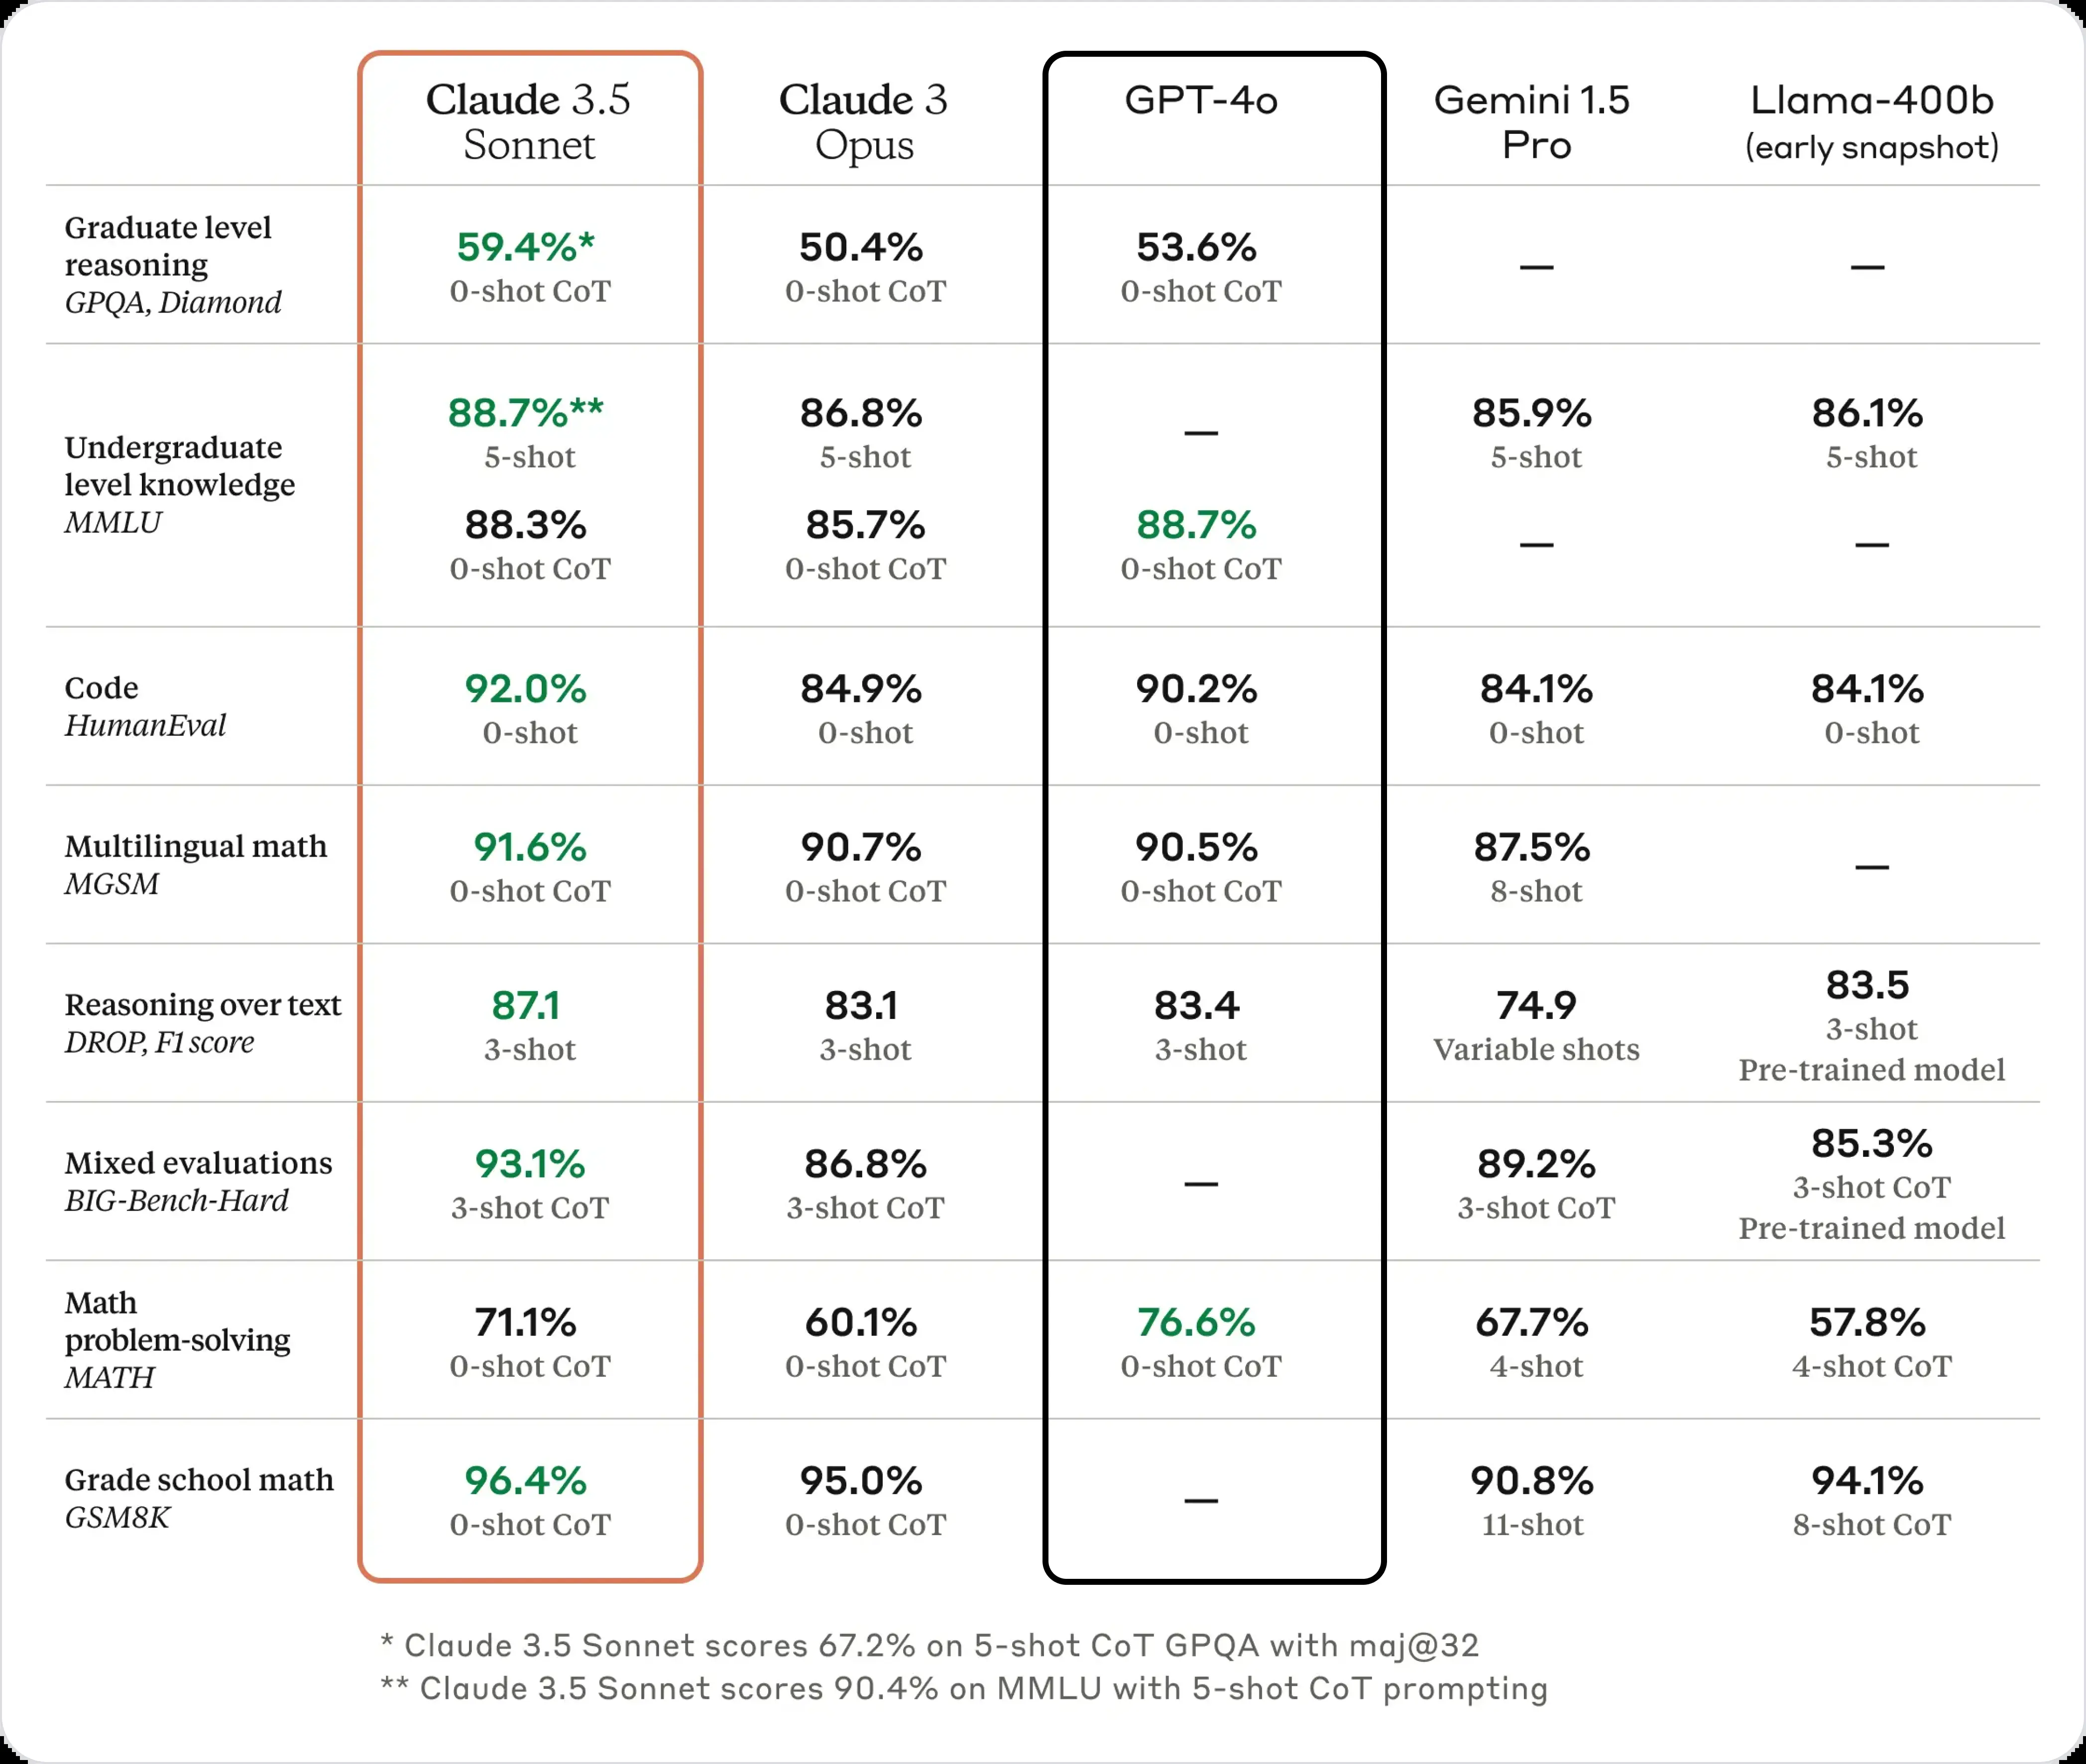 Claude 3.5 Sonnet
Claude 3 Opus
GPT-4o
Gemini 1.5 Pro
Llama-400b (early snapshot)
Graduate level reasoning
GPQA, Diamond
59.4%*
0-shot CoT
50.4%
0-shot CoT
53.6%
0-shot CoT
—
—
Undergraduate level knowledge
MMLU
88.7%**
5-shot
86.8%
5-shot
—
85.9%
5-shot
86.1%
5-shot
88.3%
0-shot CoT
85.7%
0-shot CoT
88.7%
0-shot CoT
—
—
Code
HumanEval
92.0%
0-shot
84.9%
0-shot
90.2%
0-shot
84.1%
0-shot
84.1%
0-shot
Multilingual math
MGSM
91.6%
0-shot CoT
90.7%
0-shot CoT
90.5%
0-shot CoT
87.5%
8-shot
—
Reasoning over text
DROP, F1 score
87.1
3-shot
83.1
3-shot
83.4
3-shot
74.9
Variable shots
83.5
3-shot
Pre-trained model
Mixed evaluations
BIG-Bench-Hard
93.1%
3-shot CoT
86.8%
3-shot CoT
—
89.2%
3-shot CoT
85.3%
3-shot CoT
Pre-trained model
Math problem-solving
MATH
71.1%
0-shot CoT
60.1%
0-shot CoT
76.6%
0-shot CoT
67.7%
4-shot
57.8%
4-shot CoT
Grade school math
GSM8K
96.4%
0-shot CoT
95.0%
0-shot CoT
—
90.8%
11-shot
94.1%
8-shot CoT
* Claude 3.5 Sonnet scores 67.2% on 5-shot CoT GPQA with maj@32
** Claude 3.5 Sonnet scores 90.4% on MMLU with 5-shot CoT prompting